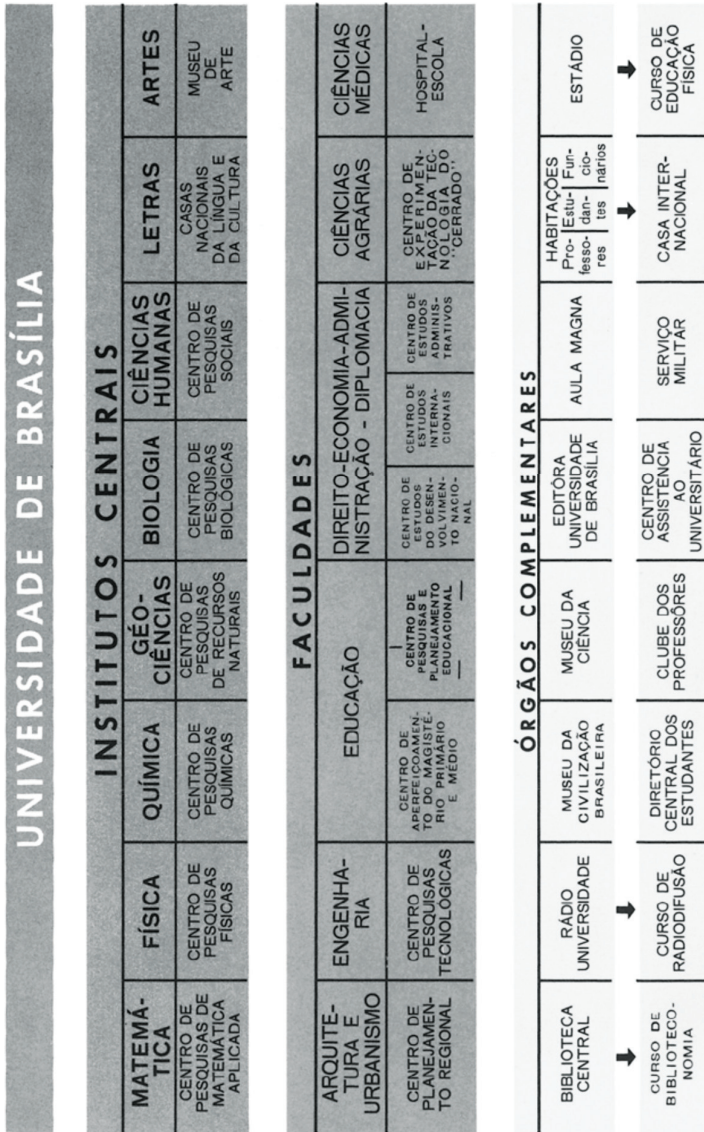 UNIVERSIDADE DE BRASÍLIA
INSTITUTOS CENTRAIS
MATEMÁ-
TICA
FÍSICA
QUÍMICA
GÉO-
CIÊNCIAS
BIOLOGIA
CIÊNCIAS
HUMANAS
LETRAS
ARTES
CENTRO DE
PESQUISAS DE
MATEMÁTICA
APLICADA
CENTRO DE
PESQUISAS
FÍSICAS
CENTRO DE
PESQUISAS
QUÍMICAS
CENTRO DE
PESQUISAS
DE RECURSOS
NATURAIS
CENTRO DE
PESQUISAS
BIOLÓGICAS
CENTRO DE
PESQUISAS
SOCIAIS
CASAS
NACIONAIS
DA LÍNGUA E
DA CULTURA
MUSEU
DE
ARTE
FACULDADES
ARQUITE-
TURA E
URBANISMO
ENGENHA-
RIA
EDUCAÇÃO
DIREITO-ECONOMIA-ADMI-
NISTRAÇÃO - DIPLOMACIA
CIÊNCIAS
AGRÁRIAS
CIÊNCIAS
MÉDICAS
CENTRO DE
PLANEJAMEN-
TO REGIONAL
CENTRO DE
PESQUISAS
TECNOLÓGICAS
CENTRO DE
APERFEIÇOAMEN-
TO DO MAGISTÉ-
RIO PRIMÁRIO
E MÉDIO
CENTRO DE
PESQUISAS E
PLANEJAMENTO
EDUCACIONAL
CENTRO DE
ESTUDOS
DO DESEN-
VOLVIMEN-
TO NACIO-
NAL
CENTRO DE
ESTUDOS
INTERNA-
CIONAIS
CENTRO DE
ESTUDOS
ADMINIS-
TRATIVOS
CENTRO DE
EXPERIMEN-
TAÇÃO DA TEC-
NOLOGIA DO
"CERRADO"
HOSPITAL-
ESCOLA
ÓRGÃOS COMPLEMENTARES
BIBLIOTECA
CENTRAL
RÁDIO
UNIVERSIDADE
MUSEU DA
CIVILIZAÇÃO
BRASILEIRA
MUSEU DA
CIÊNCIA
EDITÔRA
UNIVERSIDADE
DE BRASÍLIA
AULA MAGNA
HABITAÇÕES
Pro-
fesso-
res
Estu-
dan-
tes
Fun-
cio-
nários
ESTÁDIO
CURSO DE
BIBLIOTECO-
NOMIA
CURSO DE
RADIODIFUSÃO
DIRETÓRIO
CENTRAL DOS
ESTUDANTES
CLUBE DOS
PROFESSÔRES
CENTRO DE
ASSISTÊNCIA
AO
UNIVERSITÁRIO
SERVIÇO
MILITAR
CASA INTER-
NACIONAL
CURSO DE
EDUCAÇÃO
FÍSICA